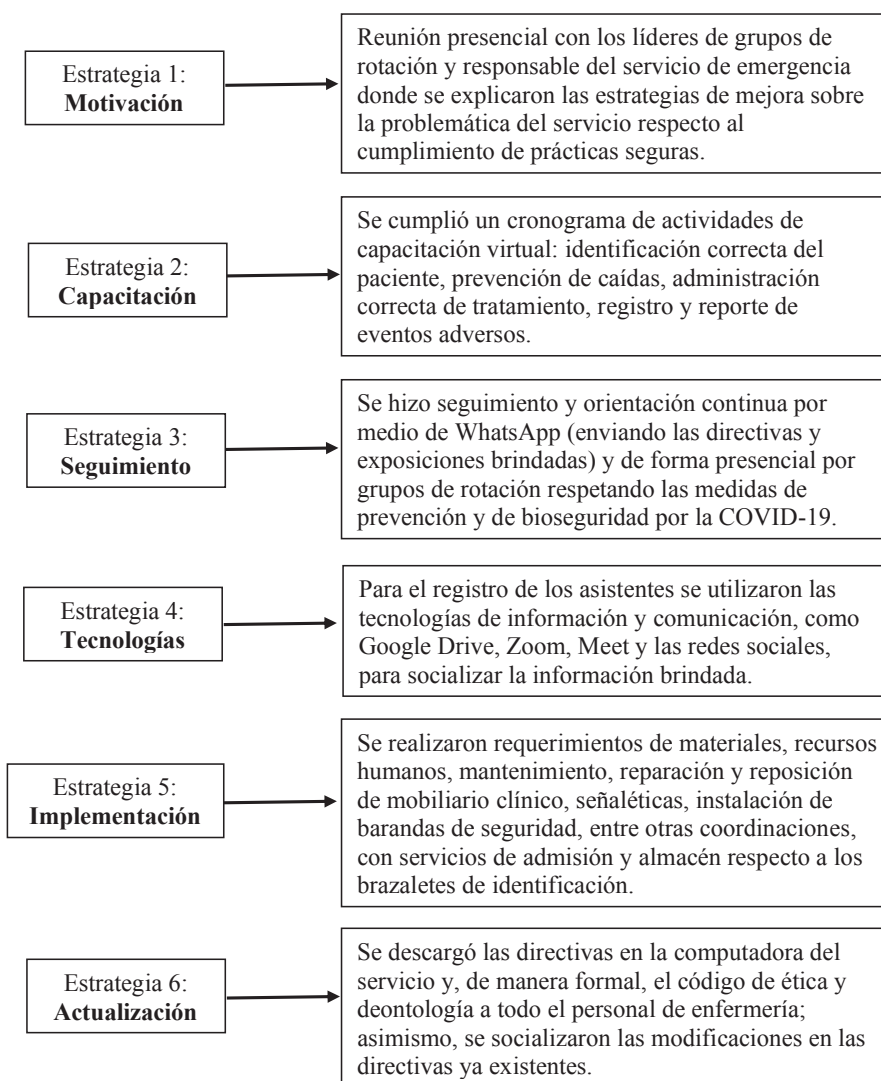 Estrategia 1:
Motivación
Reunión presencial con los líderes de grupos de
rotación y responsable del servicio de emergencia
donde se explicaron las estrategias de mejora sobre
la problemática del servicio respecto al
cumplimiento de prácticas seguras.
Estrategia 2:
Capacitación
Se cumplió un cronograma de actividades de
capacitación virtual: identificación correcta del
paciente, prevención de caídas, administración
correcta de tratamiento, registro y reporte de
eventos adversos.
Estrategia 3:
Seguimiento
Se hizo seguimiento y orientación continua por
medio de WhatsApp (enviando las directivas y
exposiciones brindadas) y de forma presencial por
grupos de rotación respetando las medidas de
prevención y de bioseguridad por la COVID-19.
Estrategia 4:
Tecnologías
Para el registro de los asistentes se utilizaron las
tecnologías de información y comunicación, como
Google Drive, Zoom, Meet y las redes sociales,
para socializar la información brindada.
Estrategia 5:
Implementación
Se realizaron requerimientos de materiales, recursos
humanos, mantenimiento, reparación y reposición
de mobiliario clínico, señaléticas, instalación de
barandas de seguridad, entre otras coordinaciones,
con servicios de admisión y almacén respecto a los
brazaletes de identificación.
Estrategia 6:
Actualización
Se descargó las directivas en la computadora del
servicio y, de manera formal, el código de ética y
deontología a todo el personal de enfermería;
asimismo, se socializaron las modificaciones en las
directivas ya existentes.